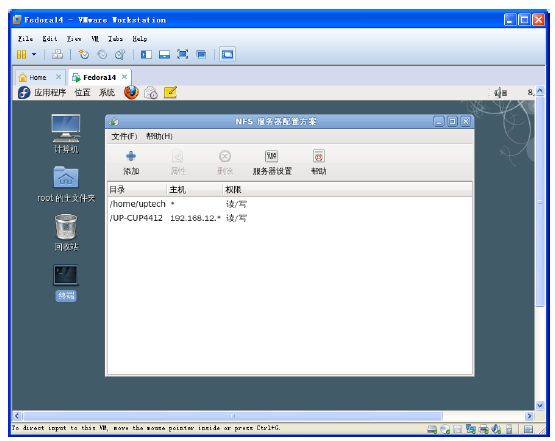 Fedora14 - VMware Workstation
File Edit View VM Tabs Help
Home × Fedora14 ×
应用程序 位置 系统 8,
NFS 服务器配置方案
文件(F) 帮助(H)
添加 属性 删除 服务器设置 帮助
目录 主机 权限
/home/uptech * 读/写
/UP-CUP4412 192.168.12.* 读/写
计算机
root 的主文件夹
回收站
终端
To direct input to this VM, move the mouse pointer inside or press Ctrl+G.